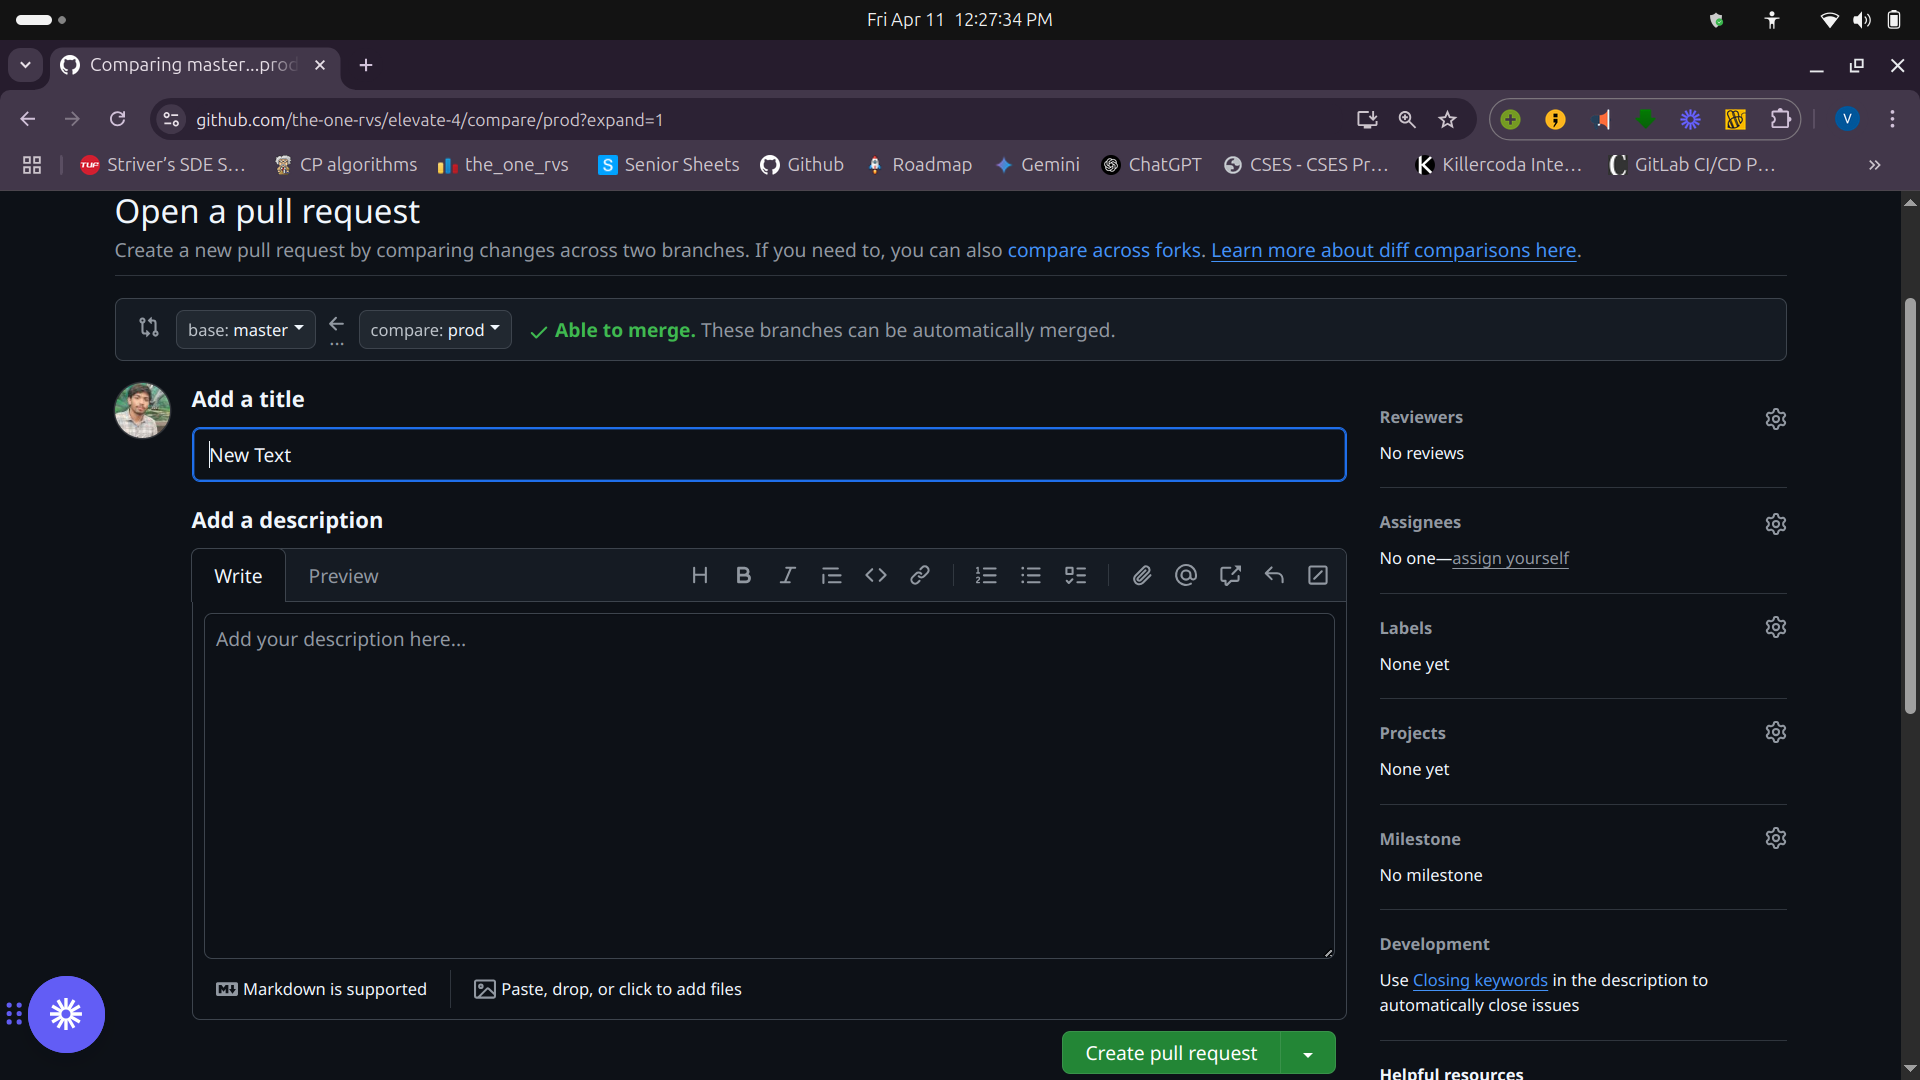 Fri Apr 11 12:27:34 PM
Comparing master...prod
github.com/the-one-rvs/elevate-4/compare/prod?expand=1
V
TUF Striver's SDE S...
CP algorithms
the_one_rvs
S Senior Sheets
Github
Roadmap
Gemini
ChatGPT
CSES - CSES Pr...
Killercoda Inte...
GitLab CI/CD P...
Open a pull request
Create a new pull request by comparing changes across two branches. If you need to, you can also compare across forks. Learn more about diff comparisons here.
base: master
...
compare: prod
Able to merge. These branches can be automatically merged.
Add a title
New Text
Add a description
Write
Preview
Add your description here...
Markdown is supported
Paste, drop, or click to add files
Create pull request
Reviewers
No reviews
Assignees
No one—assign yourself
Labels
None yet
Projects
None yet
Milestone
No milestone
Development
Use Closing keywords in the description to
automatically close issues
Helpful resources